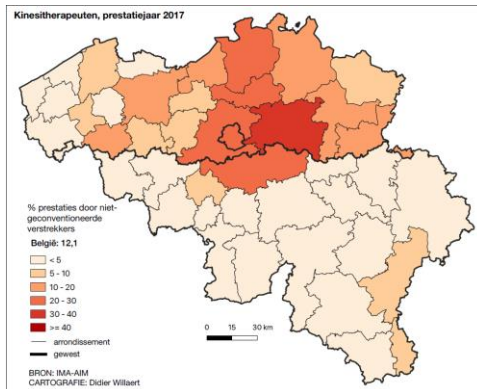 Kinesitherapeuten, prestatiejaar 2017
% prestaties door niet-
geconventioneerde
verstrekkers
België: 12,1
< 5
5 - 10
10 - 20
20 - 30
30 - 40
>= 40
arrondissement
gewest
0 15 30 km
BRON: IMA-AIM
CARTOGRAFIE: Didier Willaert